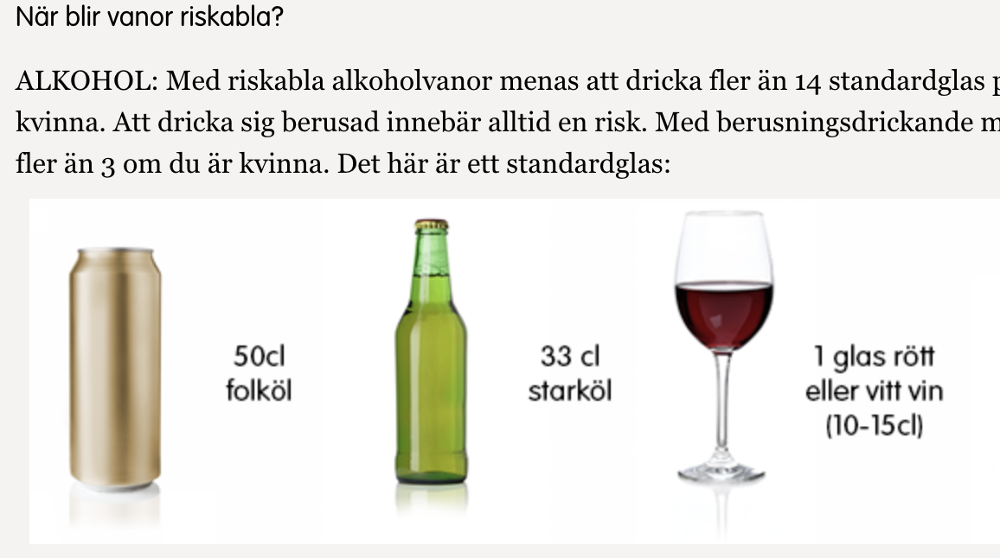 När blir vanor riskabla?
ALKOHOL: Med riskabla alkoholvanor menas att dricka fler än 14 standardglas
kvinna. Att dricka sig berusad innebär alltid en risk. Med berusningsdrickande
fler än 3 om du är kvinna. Det här är ett standardglas:
50cl
folköl
33 cl
starköl
1 glas rött
eller vitt vin
(10-15cl)